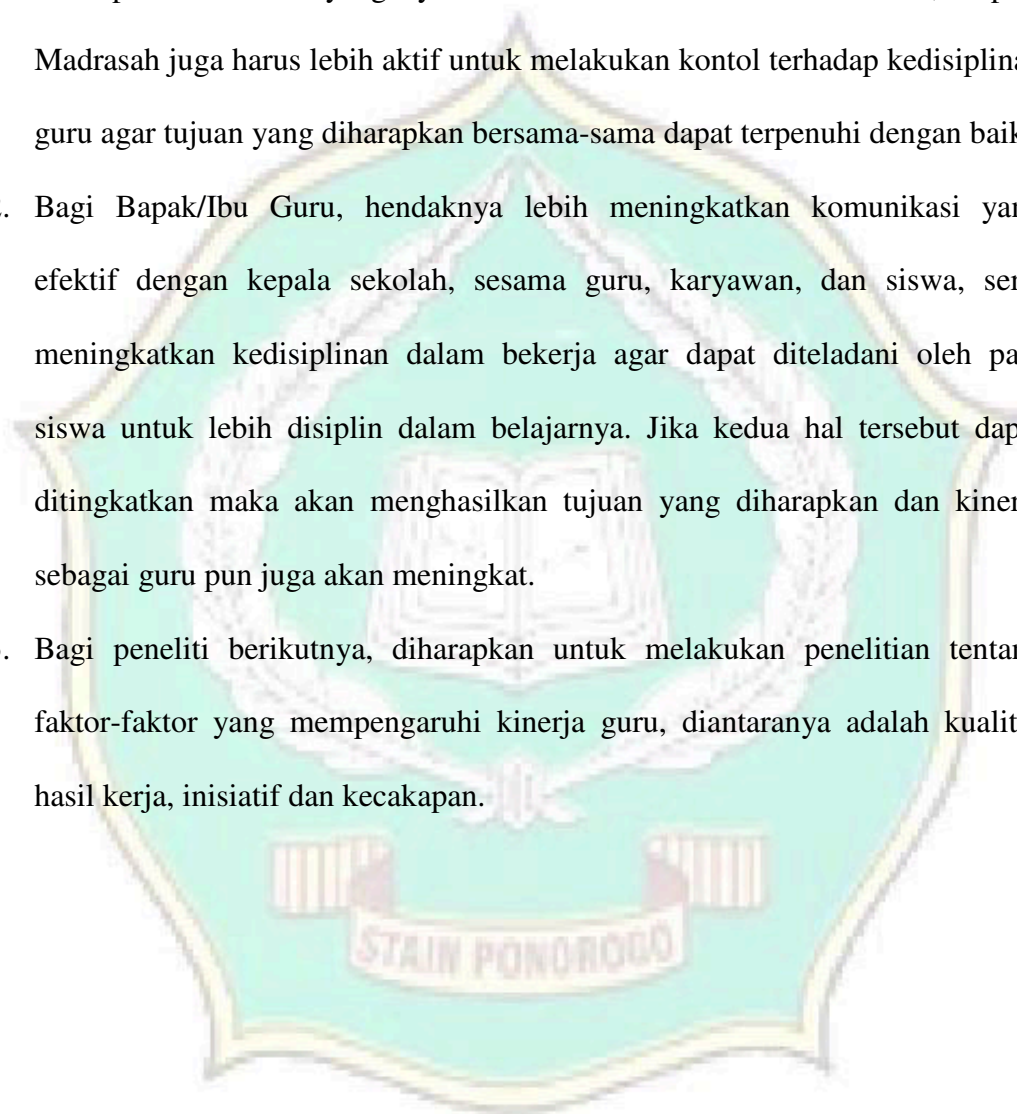 Madrasah juga harus lebih aktif untuk melakukan kontol terhadap kedisiplina
guru agar tujuan yang diharapkan bersama-sama dapat terpenuhi dengan baik
. Bagi Bapak/Ibu Guru, hendaknya lebih meningkatkan komunikasi yan
efektif dengan kepala sekolah, sesama guru, karyawan, dan siswa, ser
meningkatkan kedisiplinan dalam bekerja agar dapat diteladani oleh pa
siswa untuk lebih disiplin dalam belajarnya. Jika kedua hal tersebut dap
ditingkatkan maka akan menghasilkan tujuan yang diharapkan dan kiner
sebagai guru pun juga akan meningkat.
. Bagi peneliti berikutnya, diharapkan untuk melakukan penelitian tentan
faktor-faktor yang mempengaruhi kinerja guru, diantaranya adalah kualit
hasil kerja, inisiatif dan kecakapan.
STAIN PONOROGO